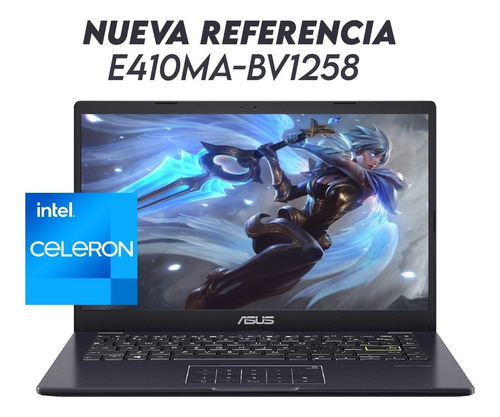 NUEVA REFERENCIA
E410MA-BV1258
intel
CELERON
ASUS